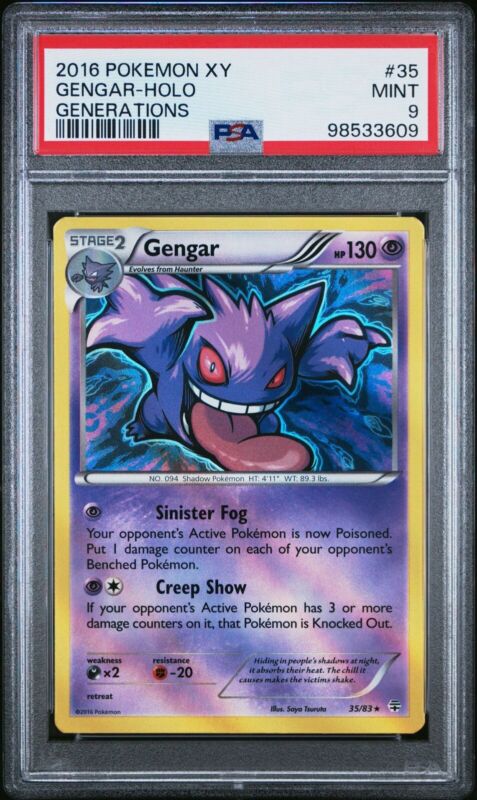 2016 POKEMON XY #35
GENGAR-HOLO MINT
GENERATIONS 9
PSA 98533609
STAGE2 Gengar HP130
Evolves from Haunter
NO. 094 Shadow Pokémon HT: 4'11" WT: 89.3 lbs.
Sinister Fog
Your opponent's Active Pokémon is now Poisoned.
Put 1 damage counter on each of your opponent's
Benched Pokémon.
Creep Show
If your opponent's Active Pokémon has 3 or more
damage counters on it, that Pokémon is Knocked Out.
weakness resistance
×2 -20
retreat
Hiding in people's shadows at night,
it absorbs their heat. The chill it
causes makes the victims shake.
©2016 Pokémon Illus. Saya Tsuruta 35/83★